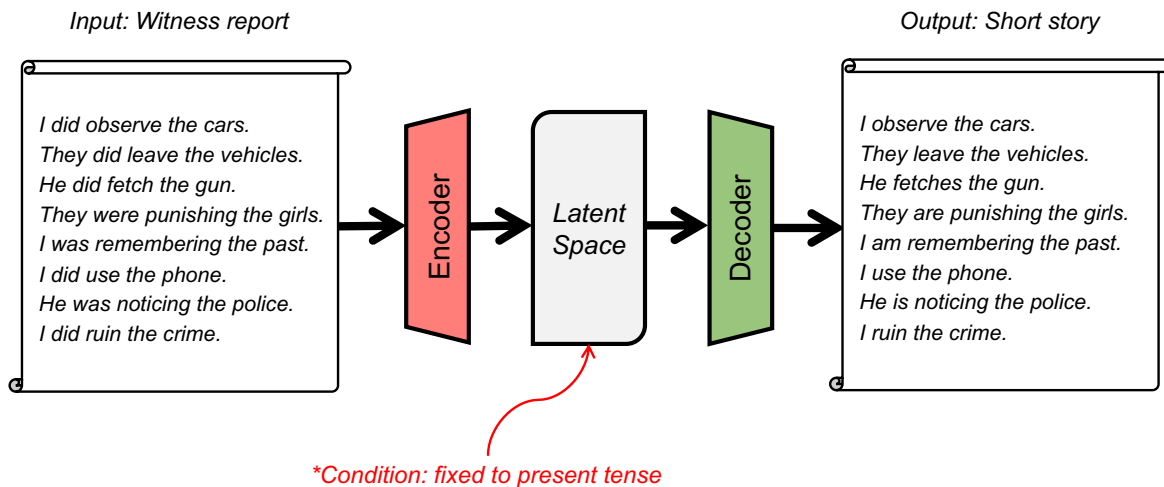 Input: Witness report
I did observe the cars.
They did leave the vehicles.
He did fetch the gun.
They were punishing the girls.
I was remembering the past.
I did use the phone.
He was noticing the police.
I did ruin the crime.
Encoder
Latent
Space
Decoder
Output: Short story
I observe the cars.
They leave the vehicles.
He fetches the gun.
They are punishing the girls.
I am remembering the past.
I use the phone.
He is noticing the police.
I ruin the crime.
*Condition: fixed to present tense